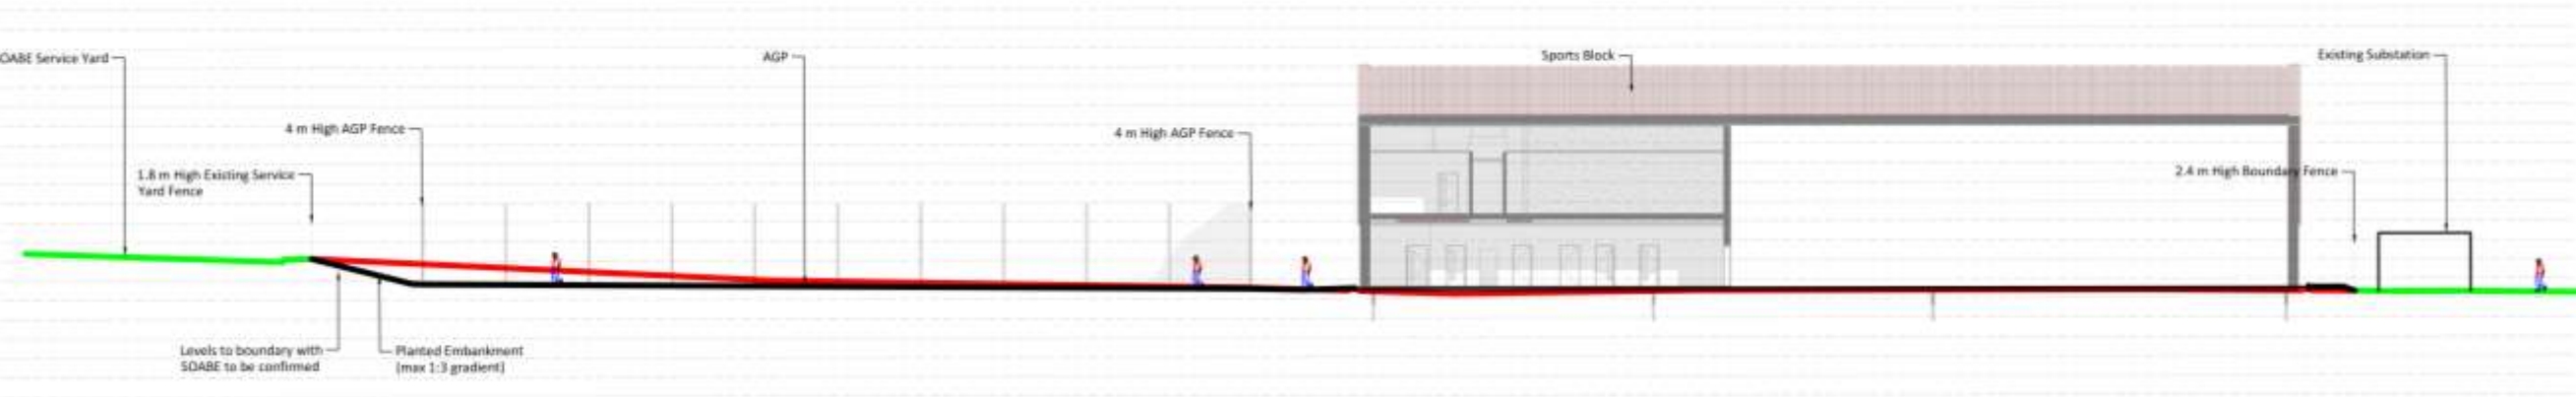 OABE Service Yard
AGP
Sports Block
Existing Substation
4 m High AGP Fence
4 m High AGP Fence
1.8 m High Existing Service
Yard Fence
2.4 m High Boundary Fence
Levels to boundary with
SOABE to be confirmed
Planted Embankment
(max 1:3 gradient)